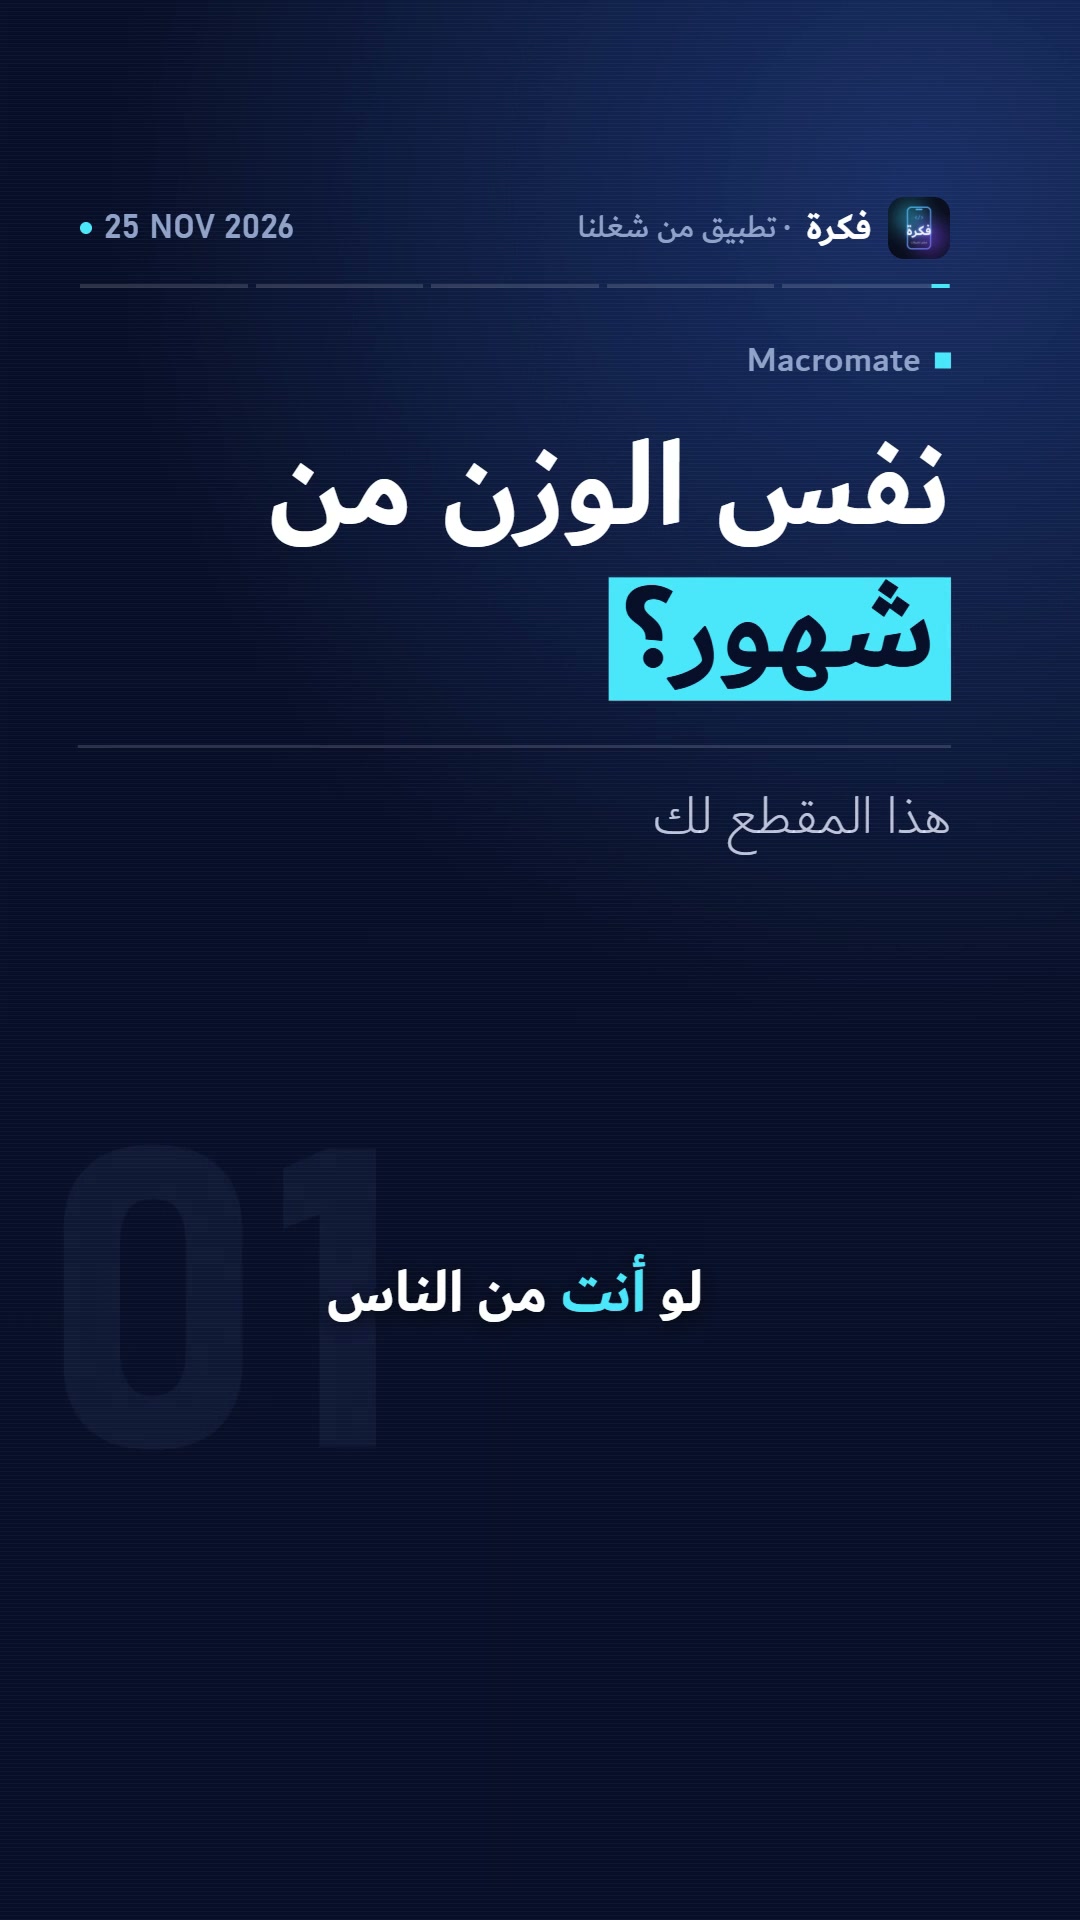 فكرة · تطبيق من شغلنا
25 NOV 2026
Macromate
نفس الوزن من
شهور؟
هذا المقطع لك
01
لو أنت من الناس
فكرة